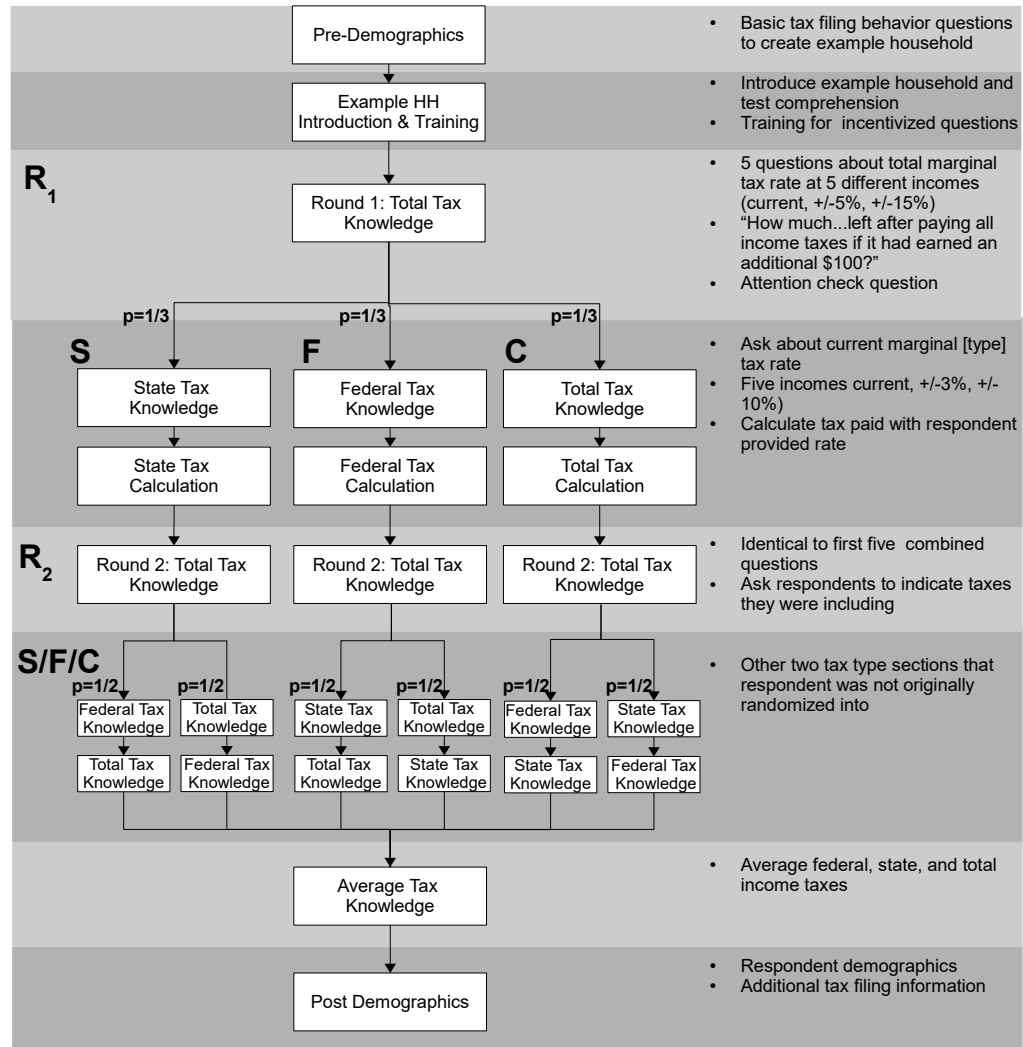 Pre-Demographics
• Basic tax filing behavior questions
to create example household
Example HH
Introduction & Training
• Introduce example household and
test comprehension
• Training for  incentivized questions
R1
Round 1: Total Tax
Knowledge
• 5 questions about total marginal
tax rate at 5 different incomes
(current, +/-5%, +/-15%)
• “How much...left after paying all
income taxes if it had earned an
additional $100?”
• Attention check question
p=1/3
p=1/3
p=1/3
S
F
C
State Tax
Knowledge
Federal Tax
Knowledge
Total Tax
Knowledge
State Tax
Calculation
Federal Tax
Calculation
Total Tax
Calculation
• Ask about current marginal [type]
tax rate
• Five incomes current, +/-3%, +/-
10%)
• Calculate tax paid with respondent
provided rate
R2
Round 2: Total Tax
Knowledge
Round 2: Total Tax
Knowledge
Round 2: Total Tax
Knowledge
• Identical to first five  combined
questions
• Ask respondents to indicate taxes
they were including
S/F/C
p=1/2
p=1/2
p=1/2
p=1/2
p=1/2
p=1/2
Federal Tax
Knowledge
Total Tax
Knowledge
State Tax
Knowledge
Total Tax
Knowledge
Federal Tax
Knowledge
State Tax
Knowledge
Total Tax
Knowledge
Federal Tax
Knowledge
Total Tax
Knowledge
State Tax
Knowledge
State Tax
Knowledge
Federal Tax
Knowledge
• Other two tax type sections that
respondent was not originally
randomized into
Average Tax
Knowledge
• Average federal, state, and total
income taxes
Post Demographics
• Respondent demographics
• Additional tax filing information